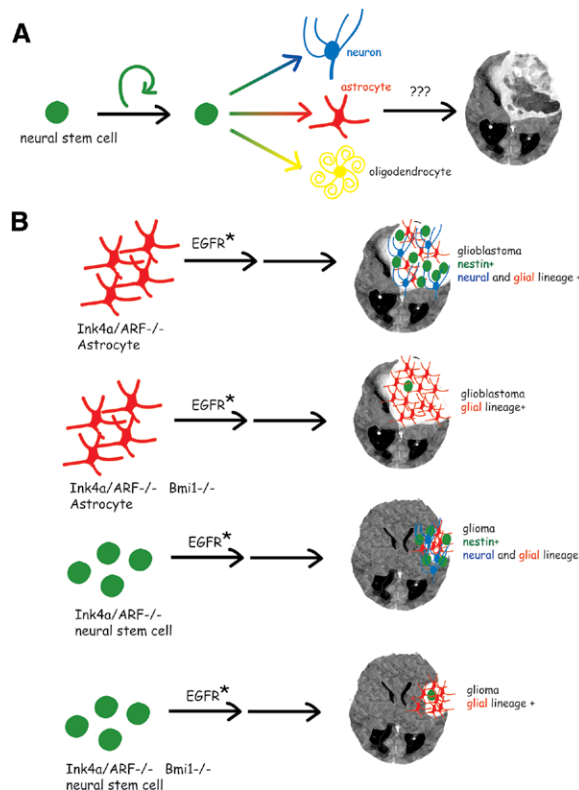 A
neuron
astrocyte
???
neural stem cell
oligodendrocyte
B
EGFR*
glioblastoma
nestin+
neural and glial lineage +
Ink4a/ARF-/-
Astrocyte
EGFR*
glioblastoma
glial lineage+
Ink4a/ARF-/- Bmi1-/-
Astrocyte
EGFR*
glioma
nestin+
neural and glial lineage
Ink4a/ARF-/-
neural stem cell
EGFR*
glioma
glial lineage +
Ink4a/ARF-/- Bmi1-/-
neural stem cell